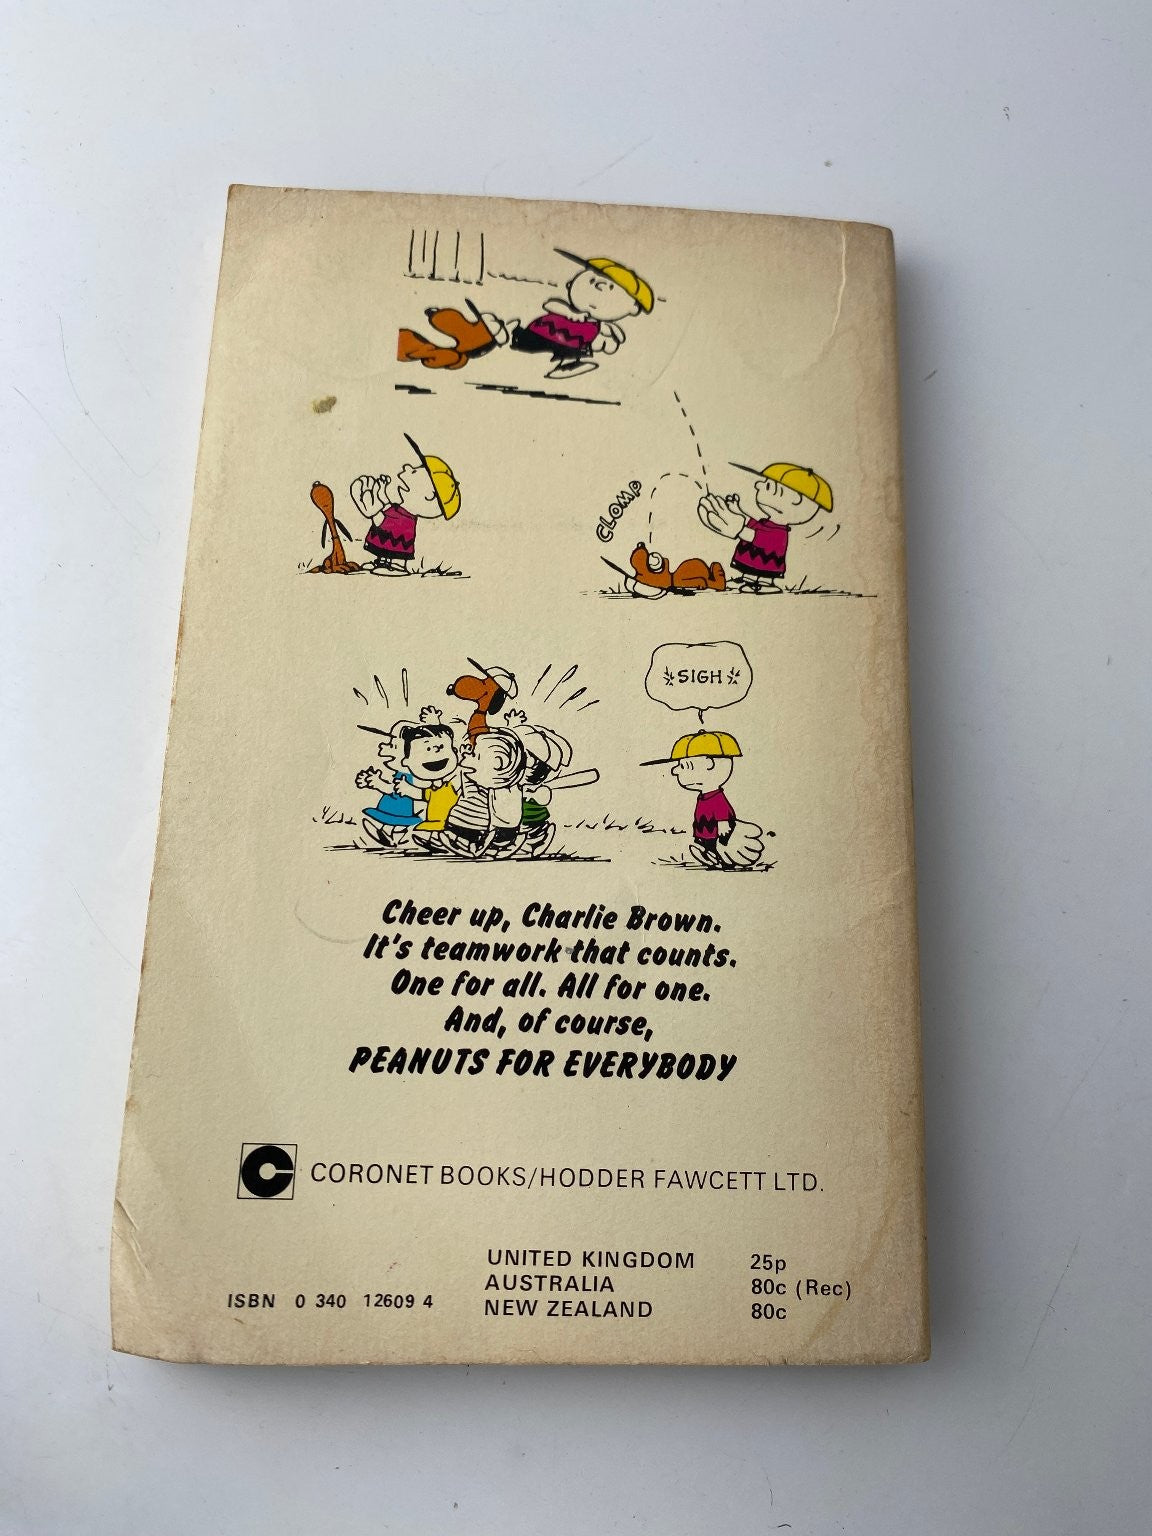 CLOMP
SIGH
Cheer up, Charlie Brown.
It's teamwork that counts.
One for all. All for one.
And, of course,
PEANUTS FOR EVERYBODY
C CORONET BOOKS/HODDER FAWCETT LTD.
UNITED KINGDOM 25p
AUSTRALIA 80c (Rec)
ISBN 0 340 12609 4 NEW ZEALAND 80c